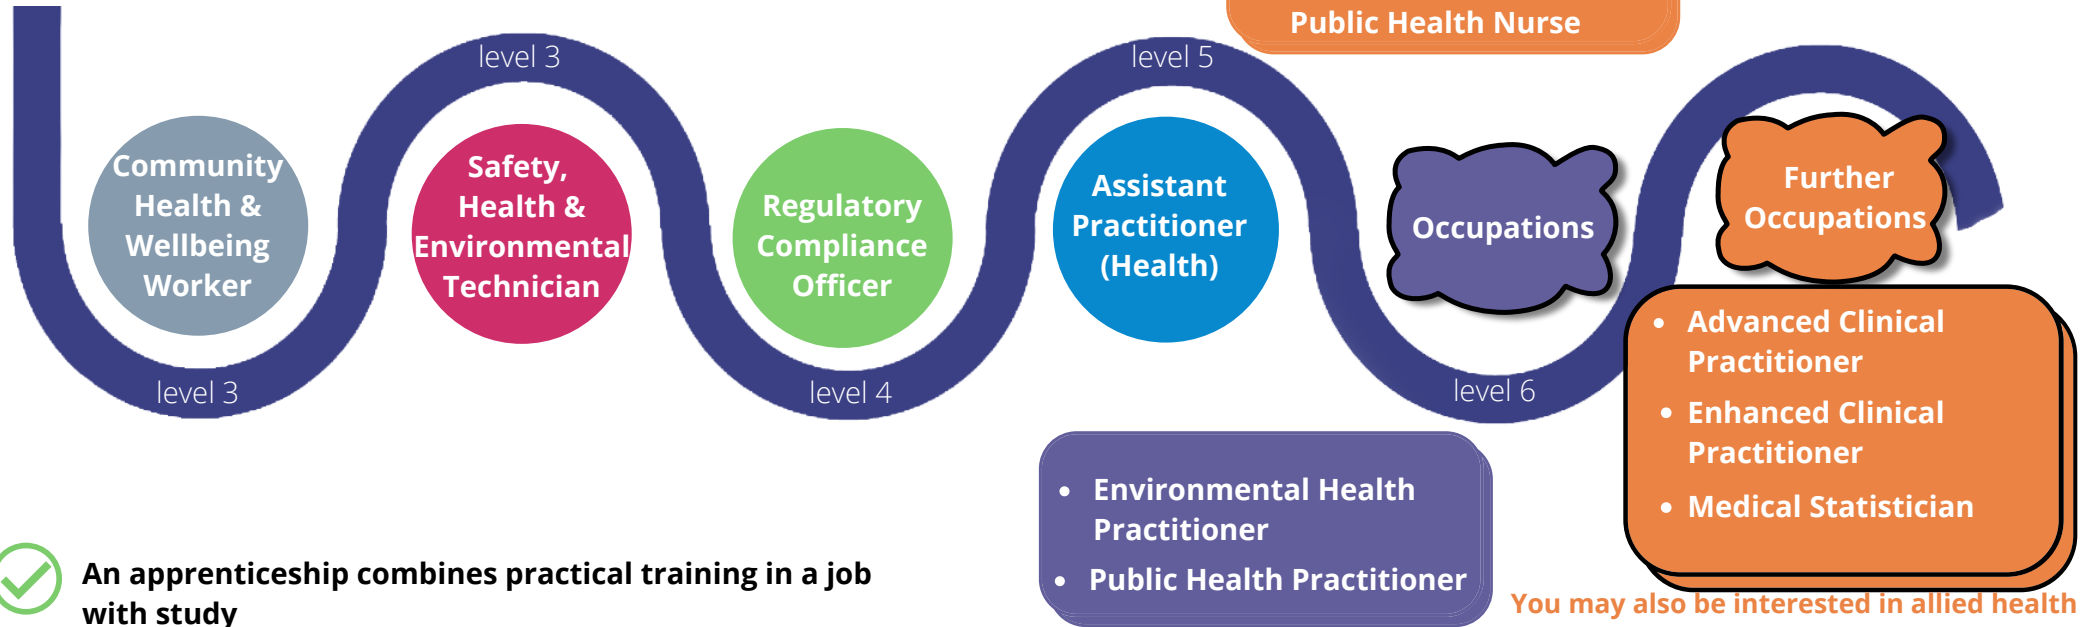 Public Health Nurse
level 3
level 5
Community
Health &
Wellbeing
Worker
Safety,
Health &
Environmental
Technician
Regulatory
Compliance
Officer
Assistant
Practitioner
(Health)
Occupations
Further
Occupations
level 3
level 4
level 6
• Advanced Clinical
Practitioner
• Enhanced Clinical
Practitioner
• Medical Statistician
• Environmental Health
Practitioner
• Public Health Practitioner
An apprenticeship combines practical training in a job
with study
You may also be interested in allied health